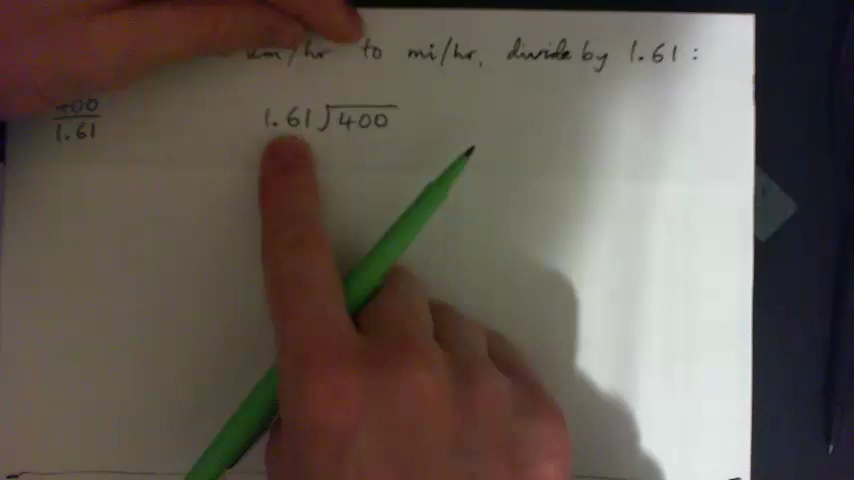 km/hr to mi/hr, divide by 1.61 :
400
1.61
1.61 ⟌ 400